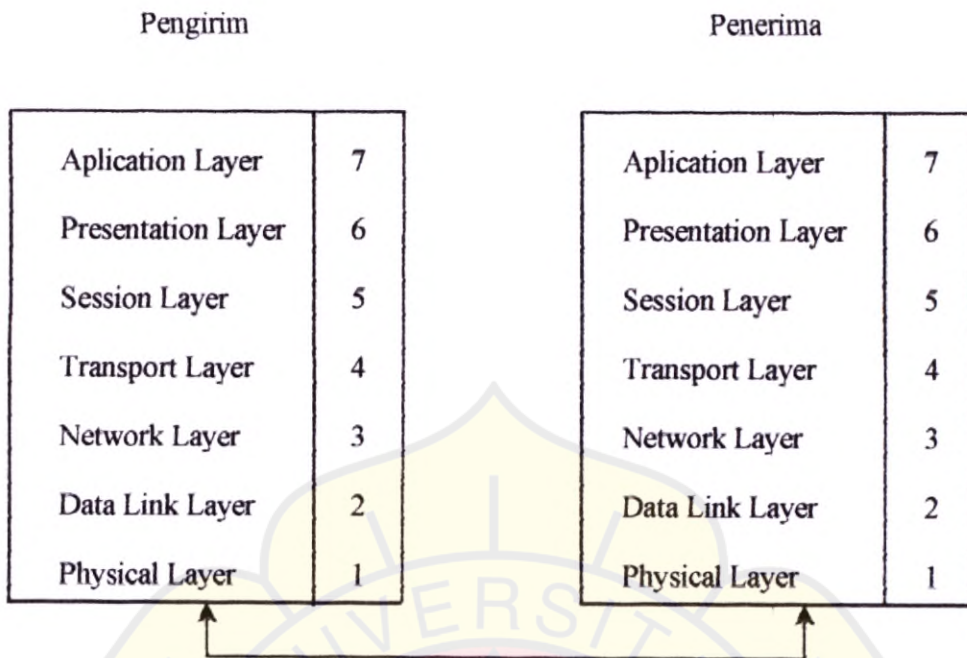 Pengirim
Penerima
Aplication Layer 7
Presentation Layer 6
Session Layer 5
Transport Layer 4
Network Layer 3
Data Link Layer 2
Physical Layer 1
Aplication Layer 7
Presentation Layer 6
Session Layer 5
Transport Layer 4
Network Layer 3
Data Link Layer 2
Physical Layer 1